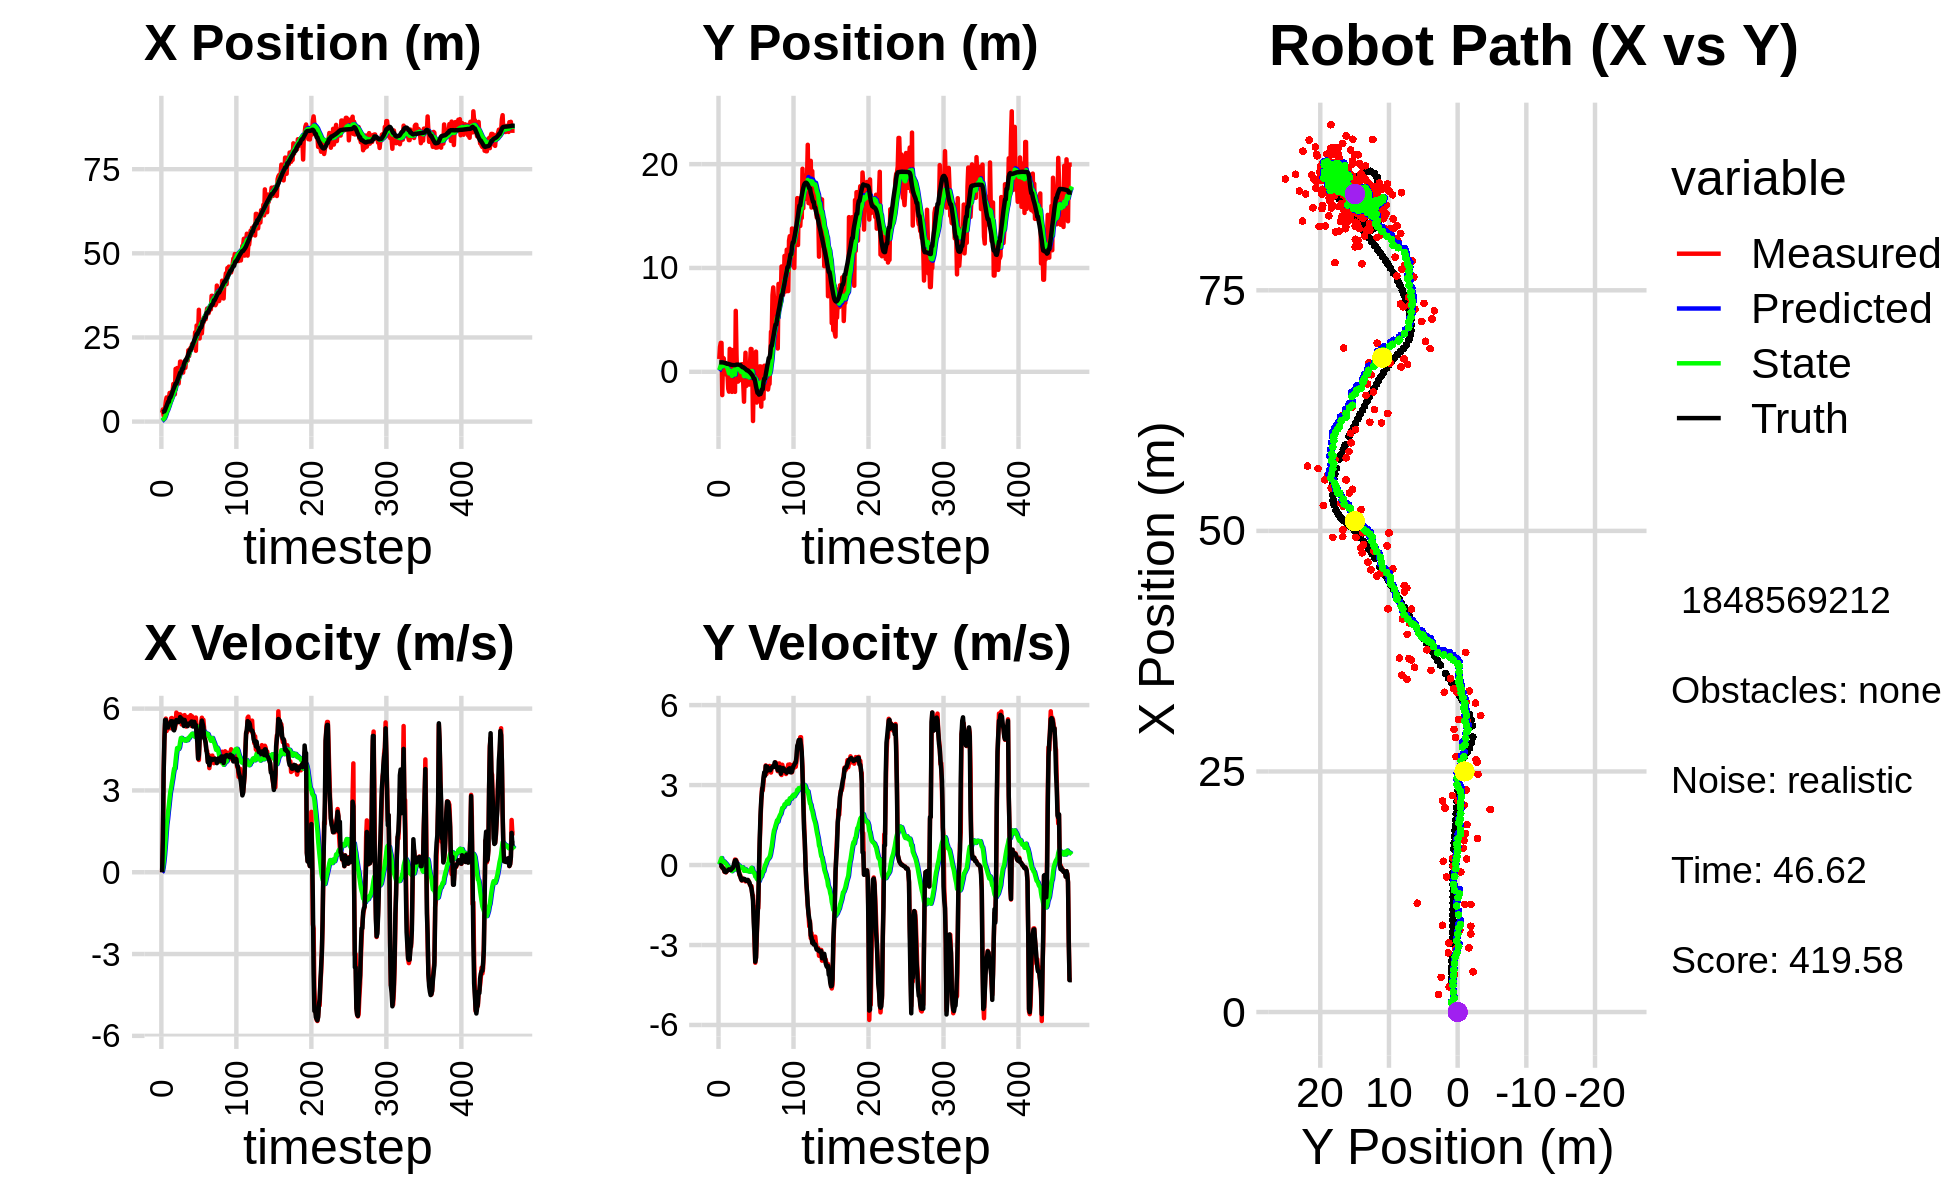 X Position (m)
75
50
25
0
0
100
200
300
400
timestep
Y Position (m)
20
10
0
0
100
200
300
400
timestep
X Velocity (m/s)
6
3
0
-3
-6
0
100
200
300
400
timestep
Y Velocity (m/s)
6
3
0
-3
-6
0
100
200
300
400
timestep
Robot Path (X vs Y)
X Position (m)
75
50
25
0
20 10 0 -10 -20
Y Position (m)
variable
Measured
Predicted
State
Truth
1848569212
Obstacles: none
Noise: realistic
Time: 46.62
Score: 419.58